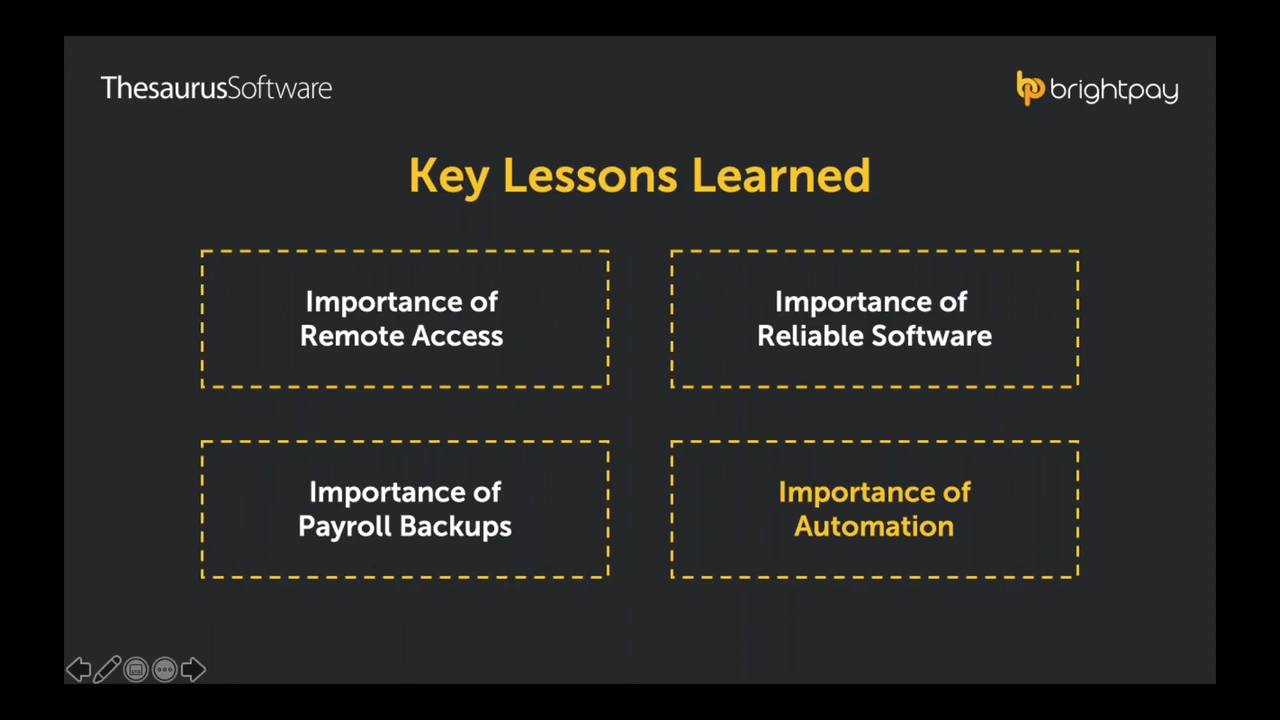 ThesaurusSoftware
brightpay
Key Lessons Learned
Importance of
Remote Access
Importance of
Reliable Software
Importance of
Payroll Backups
Importance of
Automation